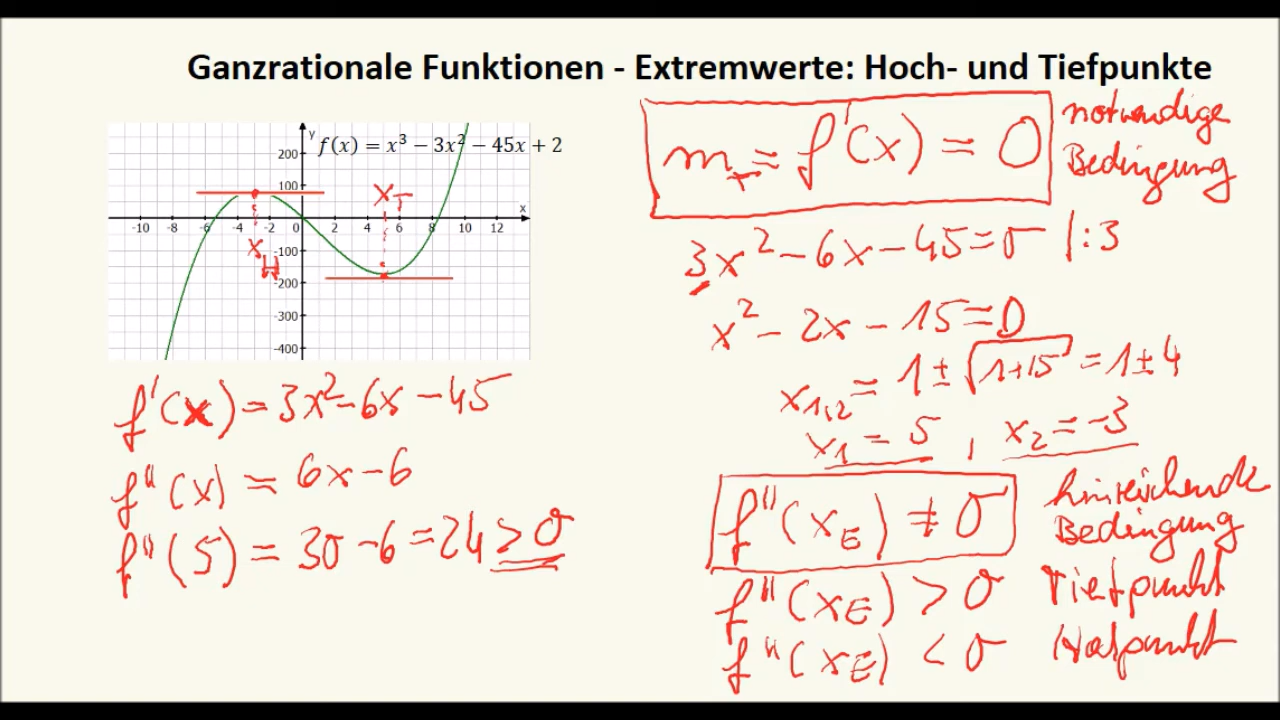 Ganzrationale Funktionen - Extremwerte: Hoch- und Tiefpunkte
y
f(x) = x³ − 3x² − 45x + 2
200
100
x
-10 -8 -6 -4 -2 0 2 4 6 8 10 12
-100
-200
-300
-400
x_T
x_H
f'(x) = 3x² − 6x − 45
f''(x) = 6x − 6
f''(5) = 30 − 6 = 24 > 0
m_T = f'(x) = 0 notwendige
Bedingung
3x² − 6x − 45 = 0 |:3
x² − 2x − 15 = 0
x_1,2 = 1 ± √1+15 = 1 ± 4
x_1 = 5 , x_2 = −3
f''(x_E) ≠ 0 hinreichende
Bedingung
f''(x_E) > 0 Tiefpunkt
f''(x_E) < 0 Hochpunkt